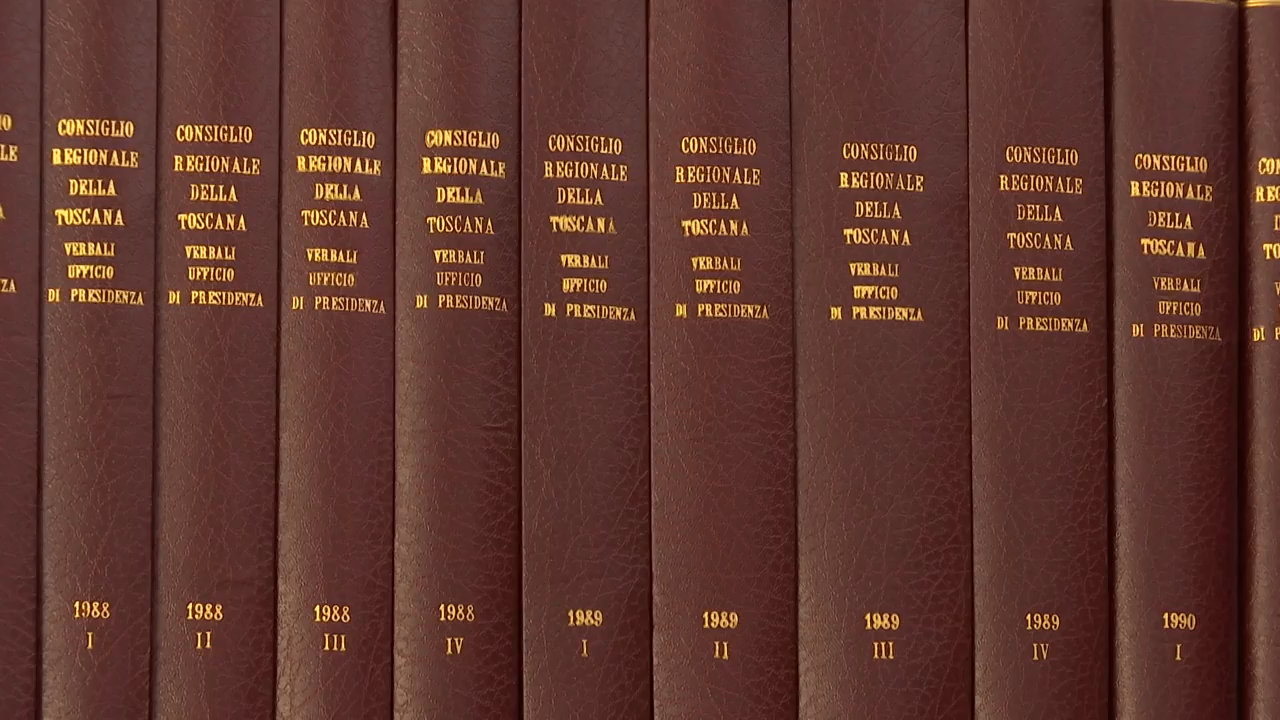 CONSIGLIO
REGIONALE
DELLA
TOSCANA
VERBALI
UFFICIO
DI PRESIDENZA
1988
I
CONSIGLIO
REGIONALE
DELLA
TOSCANA
VERBALI
UFFICIO
DI PRESIDENZA
1988
II
CONSIGLIO
REGIONALE
DELLA
TOSCANA
VERBALI
UFFICIO
DI PRESIDENZA
1988
III
CONSIGLIO
REGIONALE
DELLA
TOSCANA
VERBALI
UFFICIO
DI PRESIDENZA
1988
IV
CONSIGLIO
REGIONALE
DELLA
TOSCANA
VERBALI
UFFICIO
DI PRESIDENZA
1989
I
CONSIGLIO
REGIONALE
DELLA
TOSCANA
VERBALI
UFFICIO
DI PRESIDENZA
1989
II
CONSIGLIO
REGIONALE
DELLA
TOSCANA
VERBALI
UFFICIO
DI PRESIDENZA
1989
III
CONSIGLIO
REGIONALE
DELLA
TOSCANA
VERBALI
UFFICIO
DI PRESIDENZA
1989
IV
CONSIGLIO
REGIONALE
DELLA
TOSCANA
VERBALI
UFFICIO
DI PRESIDENZA
1990
I